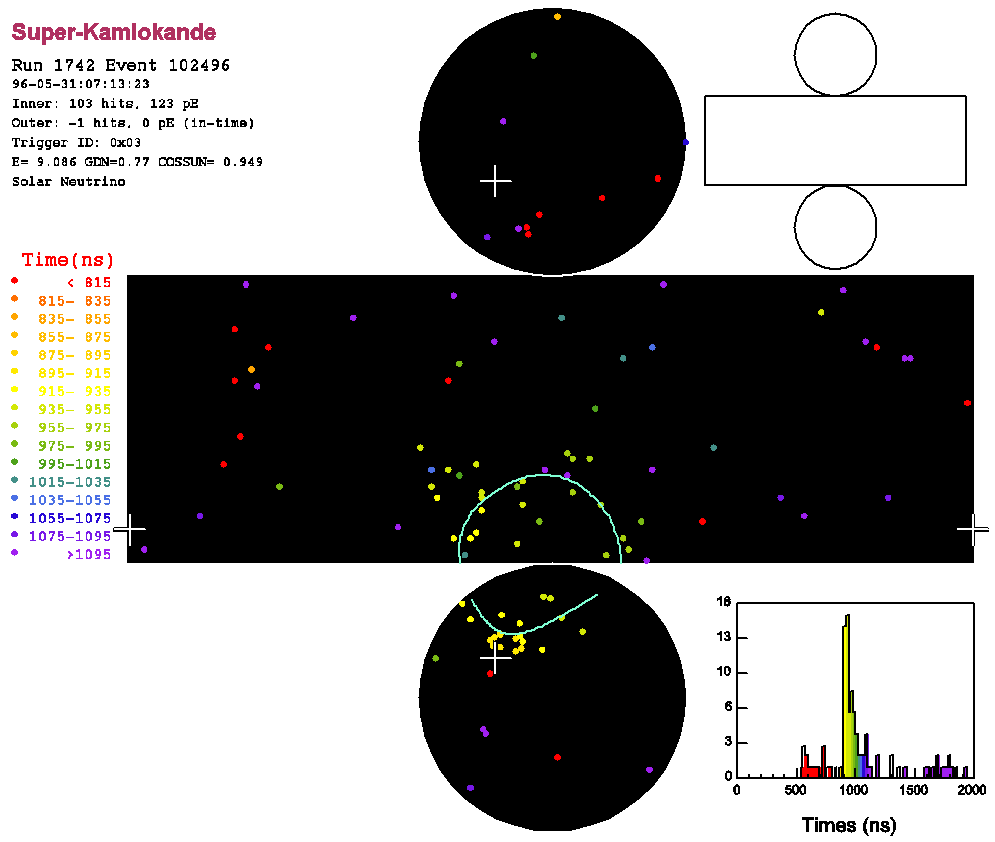 Super-Kamiokande
Run 1742 Event 102496
96-05-31:07:13:23
Inner: 103 hits, 123 pE
Outer: -1 hits, 0 pE (in-time)
Trigger ID: 0x03
E= 9.086 GDN=0.77 COSSUN= 0.949
Solar Neutrino
Time(ns)
< 815
815- 835
835- 855
855- 875
875- 895
895- 915
915- 935
935- 955
955- 975
975- 995
995-1015
1015-1035
1035-1055
1055-1075
1075-1095
>1095
16
13
10
6
3
0
0 500 1000 1500 2000
Times (ns)